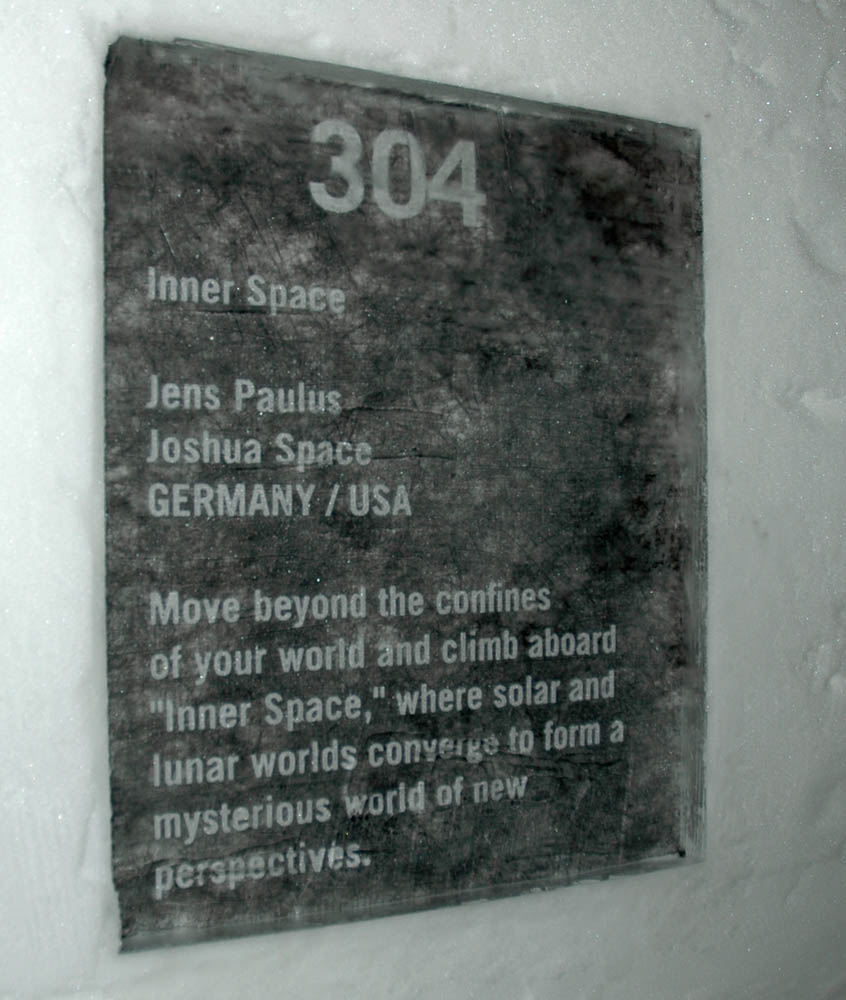 304
Inner Space
Jens Paulus
Joshua Space
GERMANY / USA
Move beyond the confines
of your world and climb aboard
"Inner Space," where solar and
lunar worlds converge to form a
mysterious world of new
perspectives.